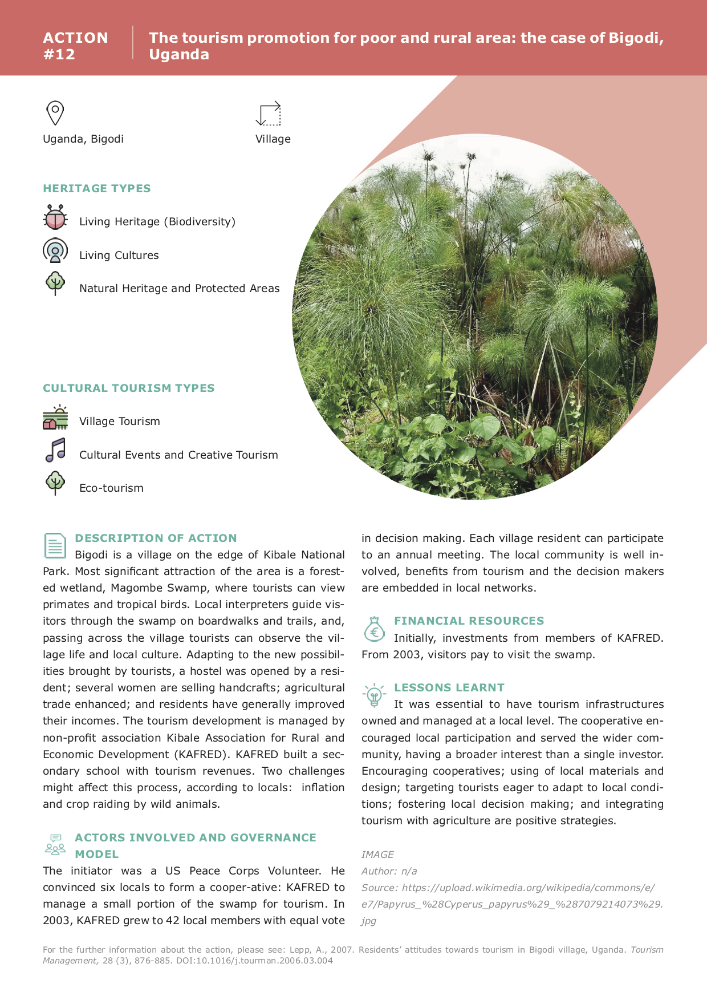 ACTION
#12
The tourism promotion for poor and rural area: the case of Bigodi,
Uganda
Uganda, Bigodi
Village
HERITAGE TYPES
Living Heritage (Biodiversity)
Living Cultures
Natural Heritage and Protected Areas
CULTURAL TOURISM TYPES
Village Tourism
Cultural Events and Creative Tourism
Eco-tourism
DESCRIPTION OF ACTION
Bigodi is a village on the edge of Kibale National
Park. Most significant attraction of the area is a forest-
ed wetland, Magombe Swamp, where tourists can view
primates and tropical birds. Local interpreters guide vis-
itors through the swamp on boardwalks and trails, and,
passing across the village tourists can observe the vil-
lage life and local culture. Adapting to the new possibil-
ities brought by tourists, a hostel was opened by a resi-
dent; several women are selling handcrafts; agricultural
trade enhanced; and residents have generally improved
their incomes. The tourism development is managed by
non-profit association Kibale Association for Rural and
Economic Development (KAFRED). KAFRED built a sec-
ondary school with tourism revenues. Two challenges
might affect this process, according to locals: inflation
and crop raiding by wild animals.
ACTORS INVOLVED AND GOVERNANCE
MODEL
The initiator was a US Peace Corps Volunteer. He
convinced six locals to form a cooper-ative: KAFRED to
manage a small portion of the swamp for tourism. In
2003, KAFRED grew to 42 local members with equal vote
in decision making. Each village resident can participate
to an annual meeting. The local community is well in-
volved, benefits from tourism and the decision makers
are embedded in local networks.
FINANCIAL RESOURCES
Initially, investments from members of KAFRED.
From 2003, visitors pay to visit the swamp.
LESSONS LEARNT
It was essential to have tourism infrastructures
owned and managed at a local level. The cooperative en-
couraged local participation and served the wider com-
munity, having a broader interest than a single investor.
Encouraging cooperatives; using of local materials and
design; targeting tourists eager to adapt to local condi-
tions; fostering local decision making; and integrating
tourism with agriculture are positive strategies.
IMAGE
Author: n/a
Source: https://upload.wikimedia.org/wikipedia/commons/e/
e7/Papyrus_%28Cyperus_papyrus%29_%287079214073%29.
jpg
For the further information about the action, please see: Lepp, A., 2007. Residents’ attitudes towards tourism in Bigodi village, Uganda. Tourism
Management, 28 (3), 876-885. DOI:10.1016/j.tourman.2006.03.004